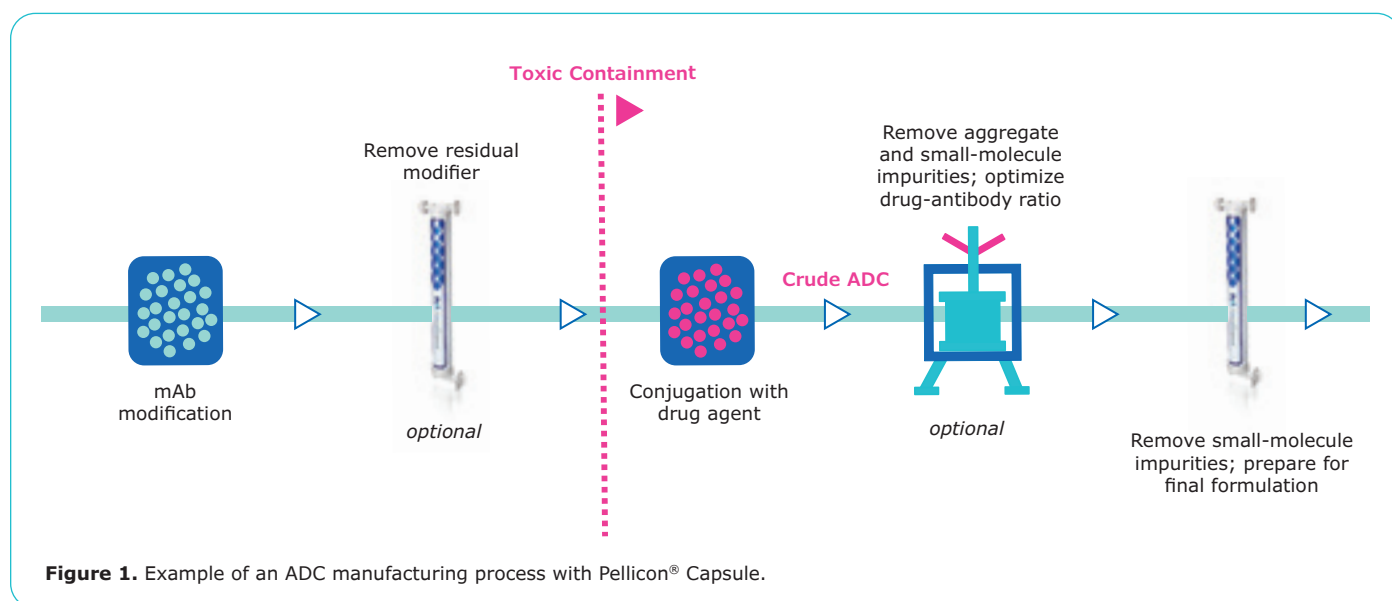 Toxic Containment
mAb
modification
Remove residual
modifier
optional
Conjugation with
drug agent
Crude ADC
Remove aggregate
and small-molecule
impurities; optimize
drug-antibody ratio
optional
Remove small-molecule
impurities; prepare for
final formulation
Figure 1. Example of an ADC manufacturing process with Pellicon® Capsule.